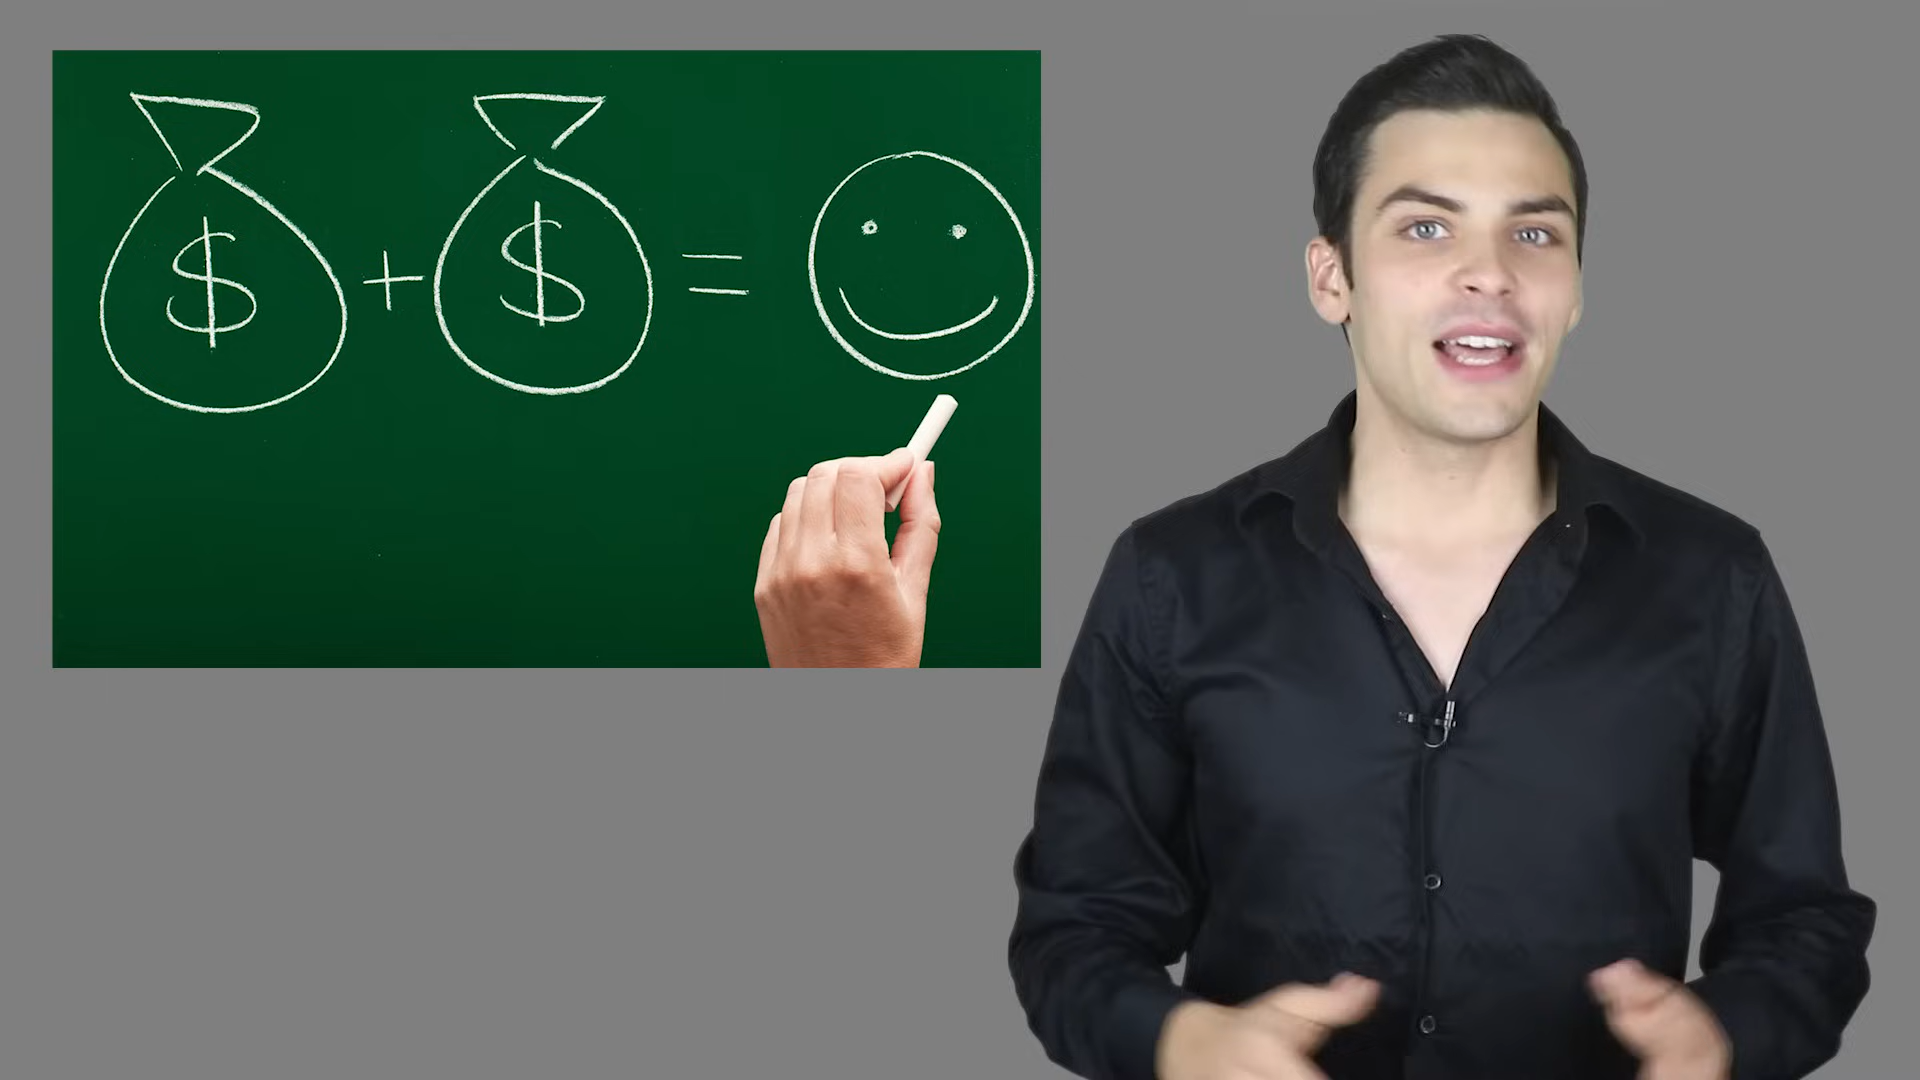 $ + $ =